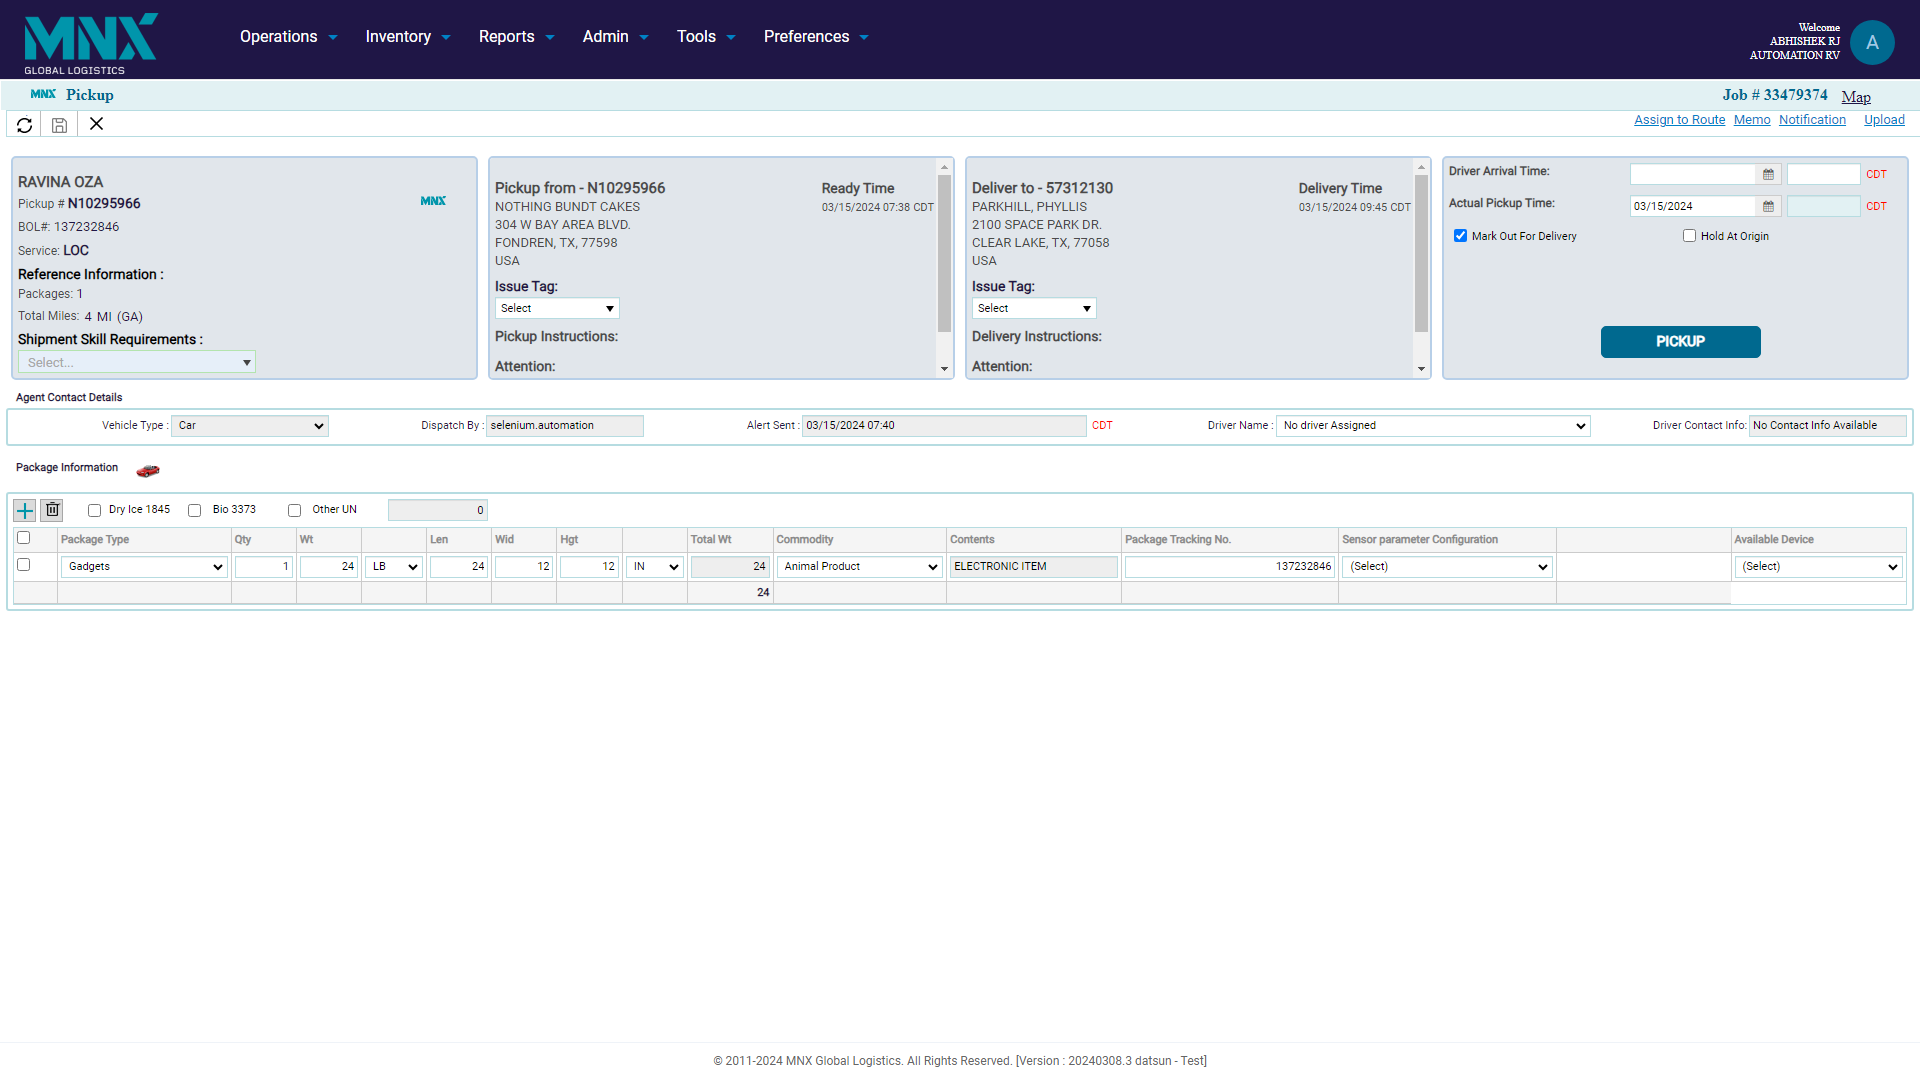 MNX
GLOBAL LOGISTICS
Operations Inventory Reports Admin Tools Preferences
Welcome
ABHISHEK RJ
AUTOMATION RV
A
MNX Pickup
Job # 33479374 Map
Assign to Route Memo Notification Upload
RAVINA OZA
Pickup # N10295966
MNX
BOL#: 137232846
Service: LOC
Reference Information :
Packages: 1
Total Miles: 4 MI (GA)
Shipment Skill Requirements :
Select...
Pickup from - N10295966
NOTHING BUNDT CAKES
304 W BAY AREA BLVD.
FONDREN, TX, 77598
USA
Ready Time
03/15/2024 07:38 CDT
Issue Tag:
Select
Pickup Instructions:
Attention:
Deliver to - 57312130
PARKHILL, PHYLLIS
2100 SPACE PARK DR.
CLEAR LAKE, TX, 77058
USA
Delivery Time
03/15/2024 09:45 CDT
Issue Tag:
Select
Delivery Instructions:
Attention:
Driver Arrival Time: CDT
Actual Pickup Time: 03/15/2024 CDT
Mark Out For Delivery Hold At Origin
PICKUP
Agent Contact Details
Vehicle Type : Car Dispatch By : selenium.automation Alert Sent : 03/15/2024 07:40 CDT Driver Name : No driver Assigned Driver Contact Info: No Contact Info Available
Package Information
Dry Ice 1845 Bio 3373 Other UN 0
Package Type Qty Wt Len Wid Hgt Total Wt Commodity Contents Package Tracking No. Sensor parameter Configuration Available Device
Gadgets 1 24 LB 24 12 12 IN 24 Animal Product ELECTRONIC ITEM 137232846 (Select) (Select)
24
© 2011-2024 MNX Global Logistics. All Rights Reserved. [Version : 20240308.3 datsun - Test]